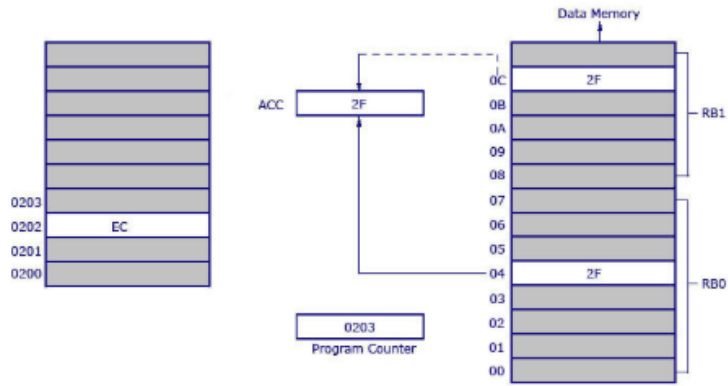 Data Memory
0C 2F
ACC 2F
0B
0A
RB1
09
08
0203
07
0202 EC
06
0201
05
0200
04 2F
RB0
03
0203
02
Program Counter
01
00